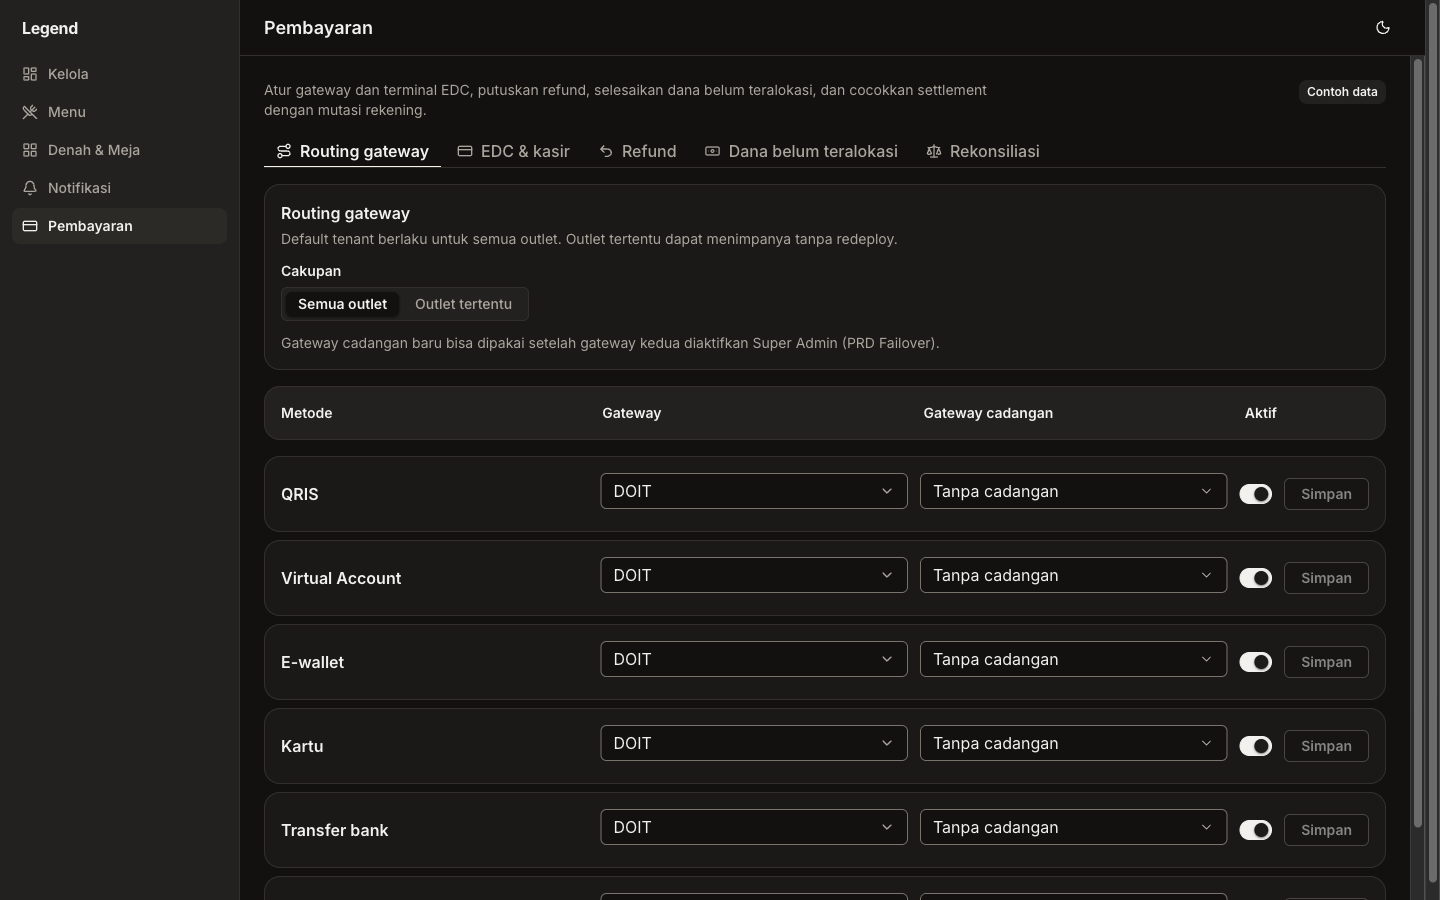 Legend
Kelola
Menu
Denah & Meja
Notifikasi
Pembayaran
Pembayaran
Atur gateway dan terminal EDC, putuskan refund, selesaikan dana belum teralokasi, dan cocokkan settlement
dengan mutasi rekening.
Contoh data
Routing gateway
EDC & kasir
Refund
Dana belum teralokasi
Rekonsiliasi
Routing gateway
Default tenant berlaku untuk semua outlet. Outlet tertentu dapat menimpanya tanpa redeploy.
Cakupan
Semua outlet
Outlet tertentu
Gateway cadangan baru bisa dipakai setelah gateway kedua diaktifkan Super Admin (PRD Failover).
Metode
Gateway
Gateway cadangan
Aktif
QRIS
DOIT
Tanpa cadangan
Simpan
Virtual Account
DOIT
Tanpa cadangan
Simpan
E-wallet
DOIT
Tanpa cadangan
Simpan
Kartu
DOIT
Tanpa cadangan
Simpan
Transfer bank
DOIT
Tanpa cadangan
Simpan